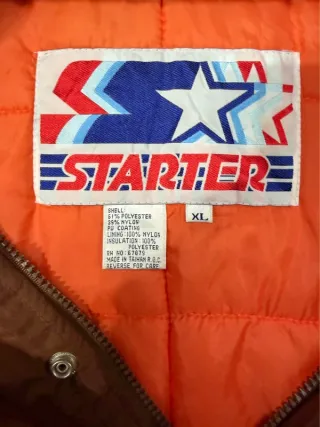 STARTER
XL
SHELL:
61% POLYESTER
39% NYLON
PU COATING
LINING: 100% NYLON
INSULATION: 100%
POLYESTER
RN NO: 67679
MADE IN TAIWAN R.O.C.
REVERSE FOR CARE